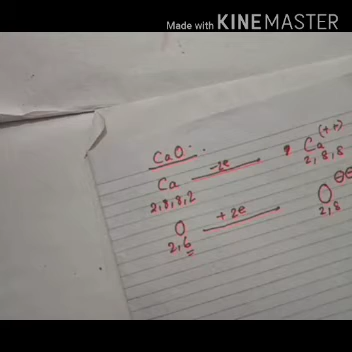 Made with KINEMASTER
CaO
Ca —2e→ Ca (++)
2,8,8,2 2,8,8
O +2e→ O ⊖⊖
2,6 2,8